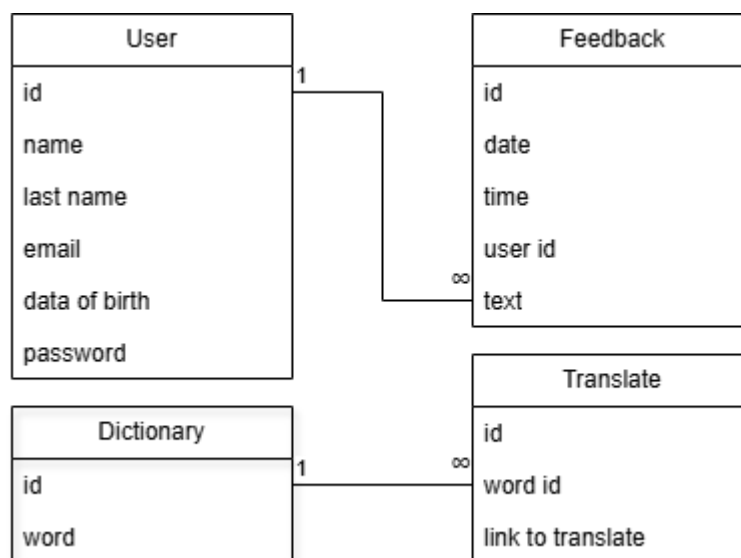 User
id
name
last name
email
data of birth
password
1
∞
Feedback
id
date
time
user id
text
Dictionary
id
word
1
∞
Translate
id
word id
link to translate